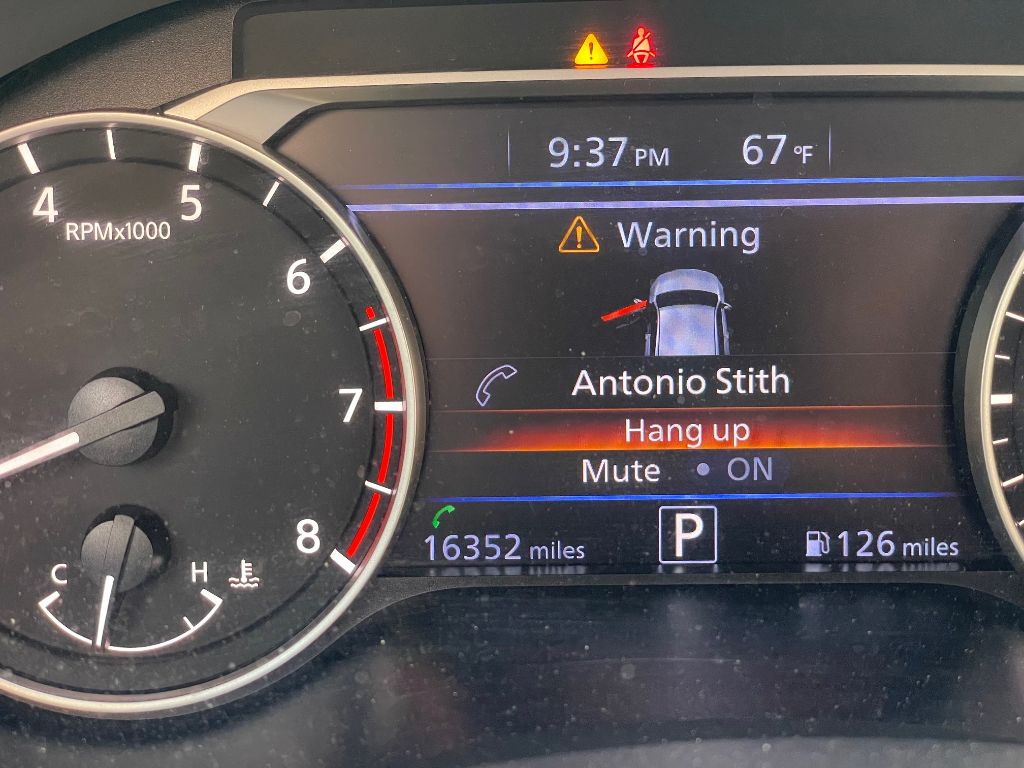 9:37 PM 67 °F
Warning
4 5
RPMx1000
6
Antonio Stith
7
Hang up
Mute • ON
8
16352 miles P 126 miles
C H